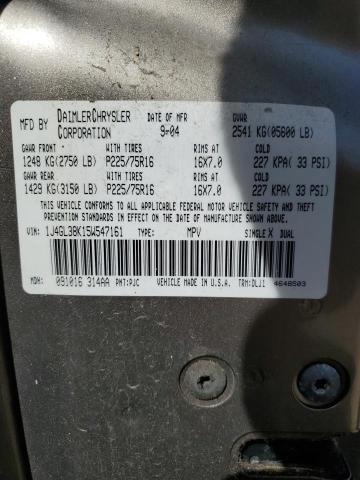 DATE OF MFR GVWR
MFD BY DAIMLERCHRYSLER CORPORATION 9-04 2541 KG(05600 LB)
GAWR FRONT WITH TIRES RIMS AT COLD
1248 KG(2750 LB) P225/75R16 16X7.0 227 KPA( 33 PSI)
GAWR REAR WITH TIRES RIMS AT COLD
1429 KG(3150 LB) P225/75R16 16X7.0 227 KPA( 33 PSI)
THIS VEHICLE CONFORMS TO ALL APPLICABLE FEDERAL MOTOR VEHICLE SAFETY AND
THEFT PREVENTION STANDARDS IN EFFECT ON THE DATE OF MANUFACTURE SHOWN ABOVE.
VIN: 1J4GL38K15W547161 TYPE: MPV SINGLE X DUAL
MDH: 091016 314AA PNT:PJC VEHICLE MADE IN U.S.A. TRM:DLJ1 4648503